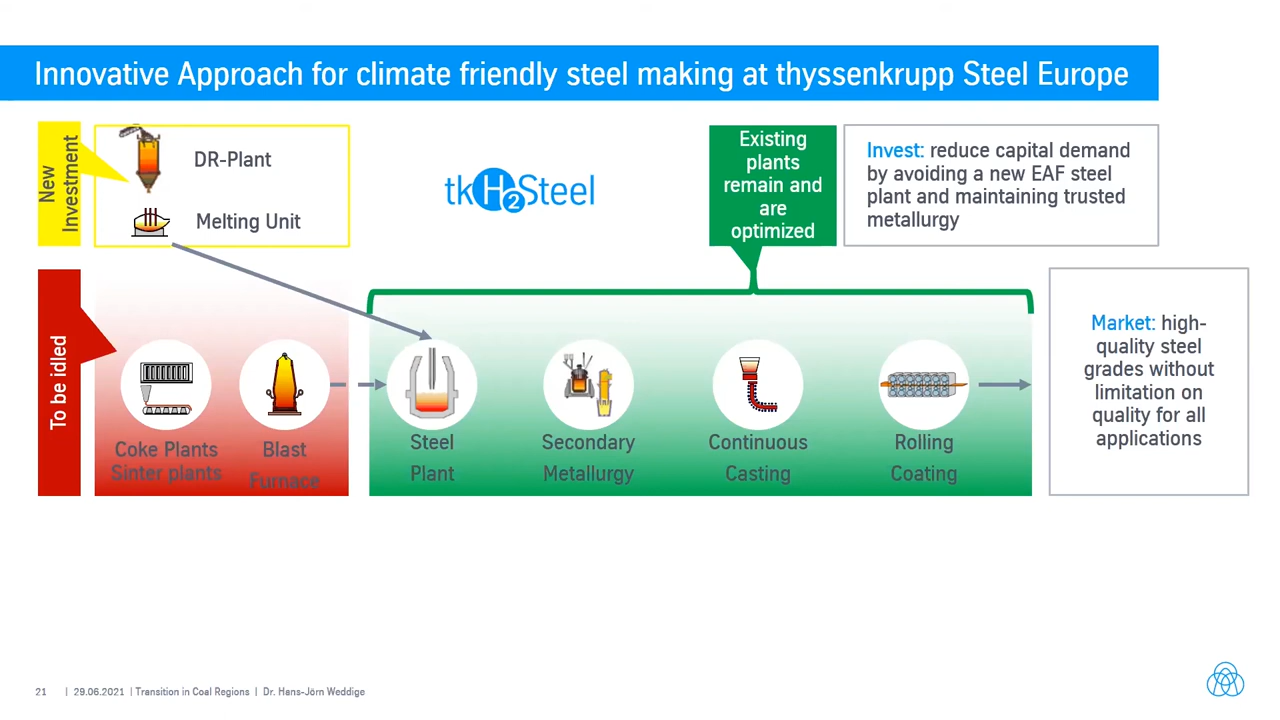 Innovative Approach for climate friendly steel making at thyssenkrupp Steel Europe
New
Investment
DR-Plant
Melting Unit
tkH2Steel
Existing
plants
remain and
are
optimized
Invest: reduce capital demand
by avoiding a new EAF steel
plant and maintaining trusted
metallurgy
To be idled
Coke Plants
Sinter plants
Blast
Furnace
Steel
Plant
Secondary
Metallurgy
Continuous
Casting
Rolling
Coating
Market: high-
quality steel
grades without
limitation on
quality for all
applications
21 | 29.06.2021 | Transition in Coal Regions | Dr. Hans-Jörn Weddige